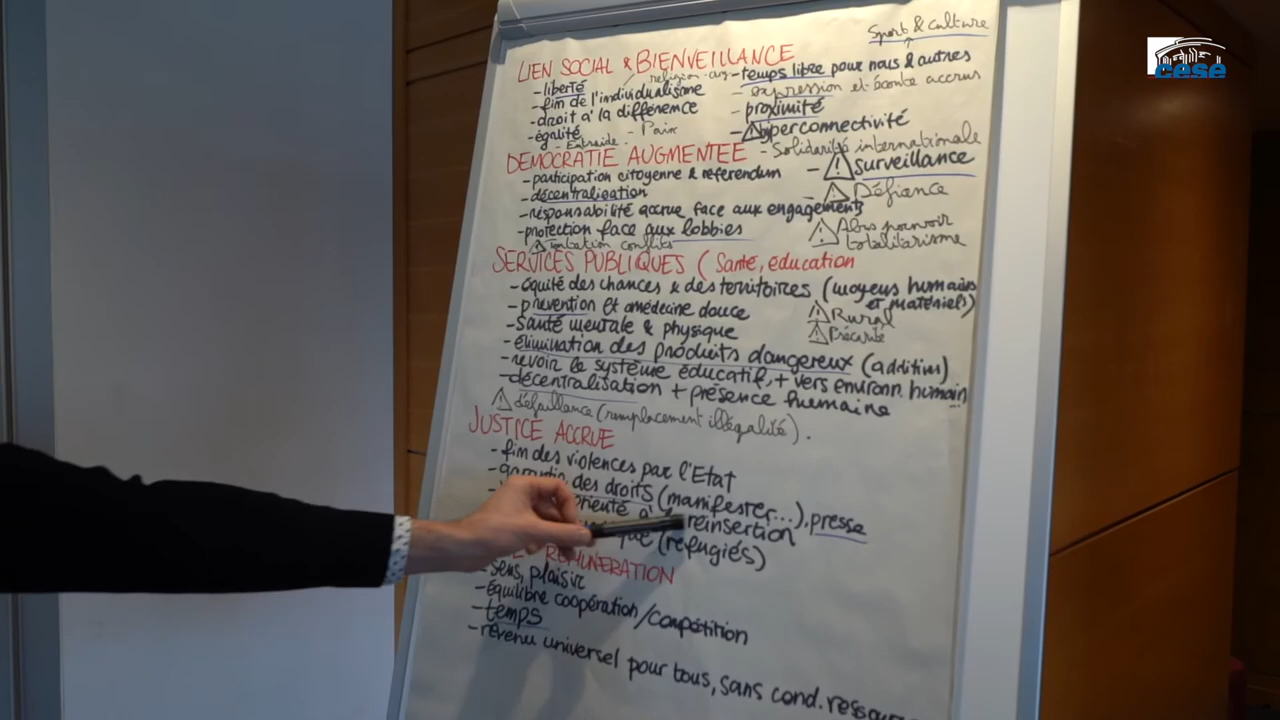 Sport & culture
cese
LIEN SOCIAL & BIENVEILLANCE
- liberté
religion
- fin de l'individualisme
- droit à la différence
- égalité
- Paix
- Entraide
- temps libre pour nous & autres
- expression et écoute accrus
- proximité
- ⚠ hyperconnectivité
- Solidarité internationale
DEMOCRATIE AUGMENTEE
- participation citoyenne & referendum
- décentralisation
- responsabilité accrue face aux engagements
- protection face aux lobbies
⚠ conflits
- ⚠ surveillance
⚠ Défiance
⚠ Abus pouvoir
totalitarisme
SERVICES PUBLIQUES ( Santé, education
- équité des chances & des territoires (moyens humains
et matériels)
- prévention et médecine douce
⚠ Rural
- Santé mentale & physique
⚠ Précarité
- élimination des produits dangereux (additifs)
- revoir le système éducatif, + vers environ. humain
- décentralisation + présence humaine ...
⚠ défaillance (remplacement illégalité).
JUSTICE ACCRUE
- fin des violences par l'Etat
- garantie des droits (manifester...), presse
réinsertion
(réfugiés)
REMUNERATION
- sens, plaisir
- équilibre coopération/compétition
- temps
- revenu universel pour tous, sans cond.